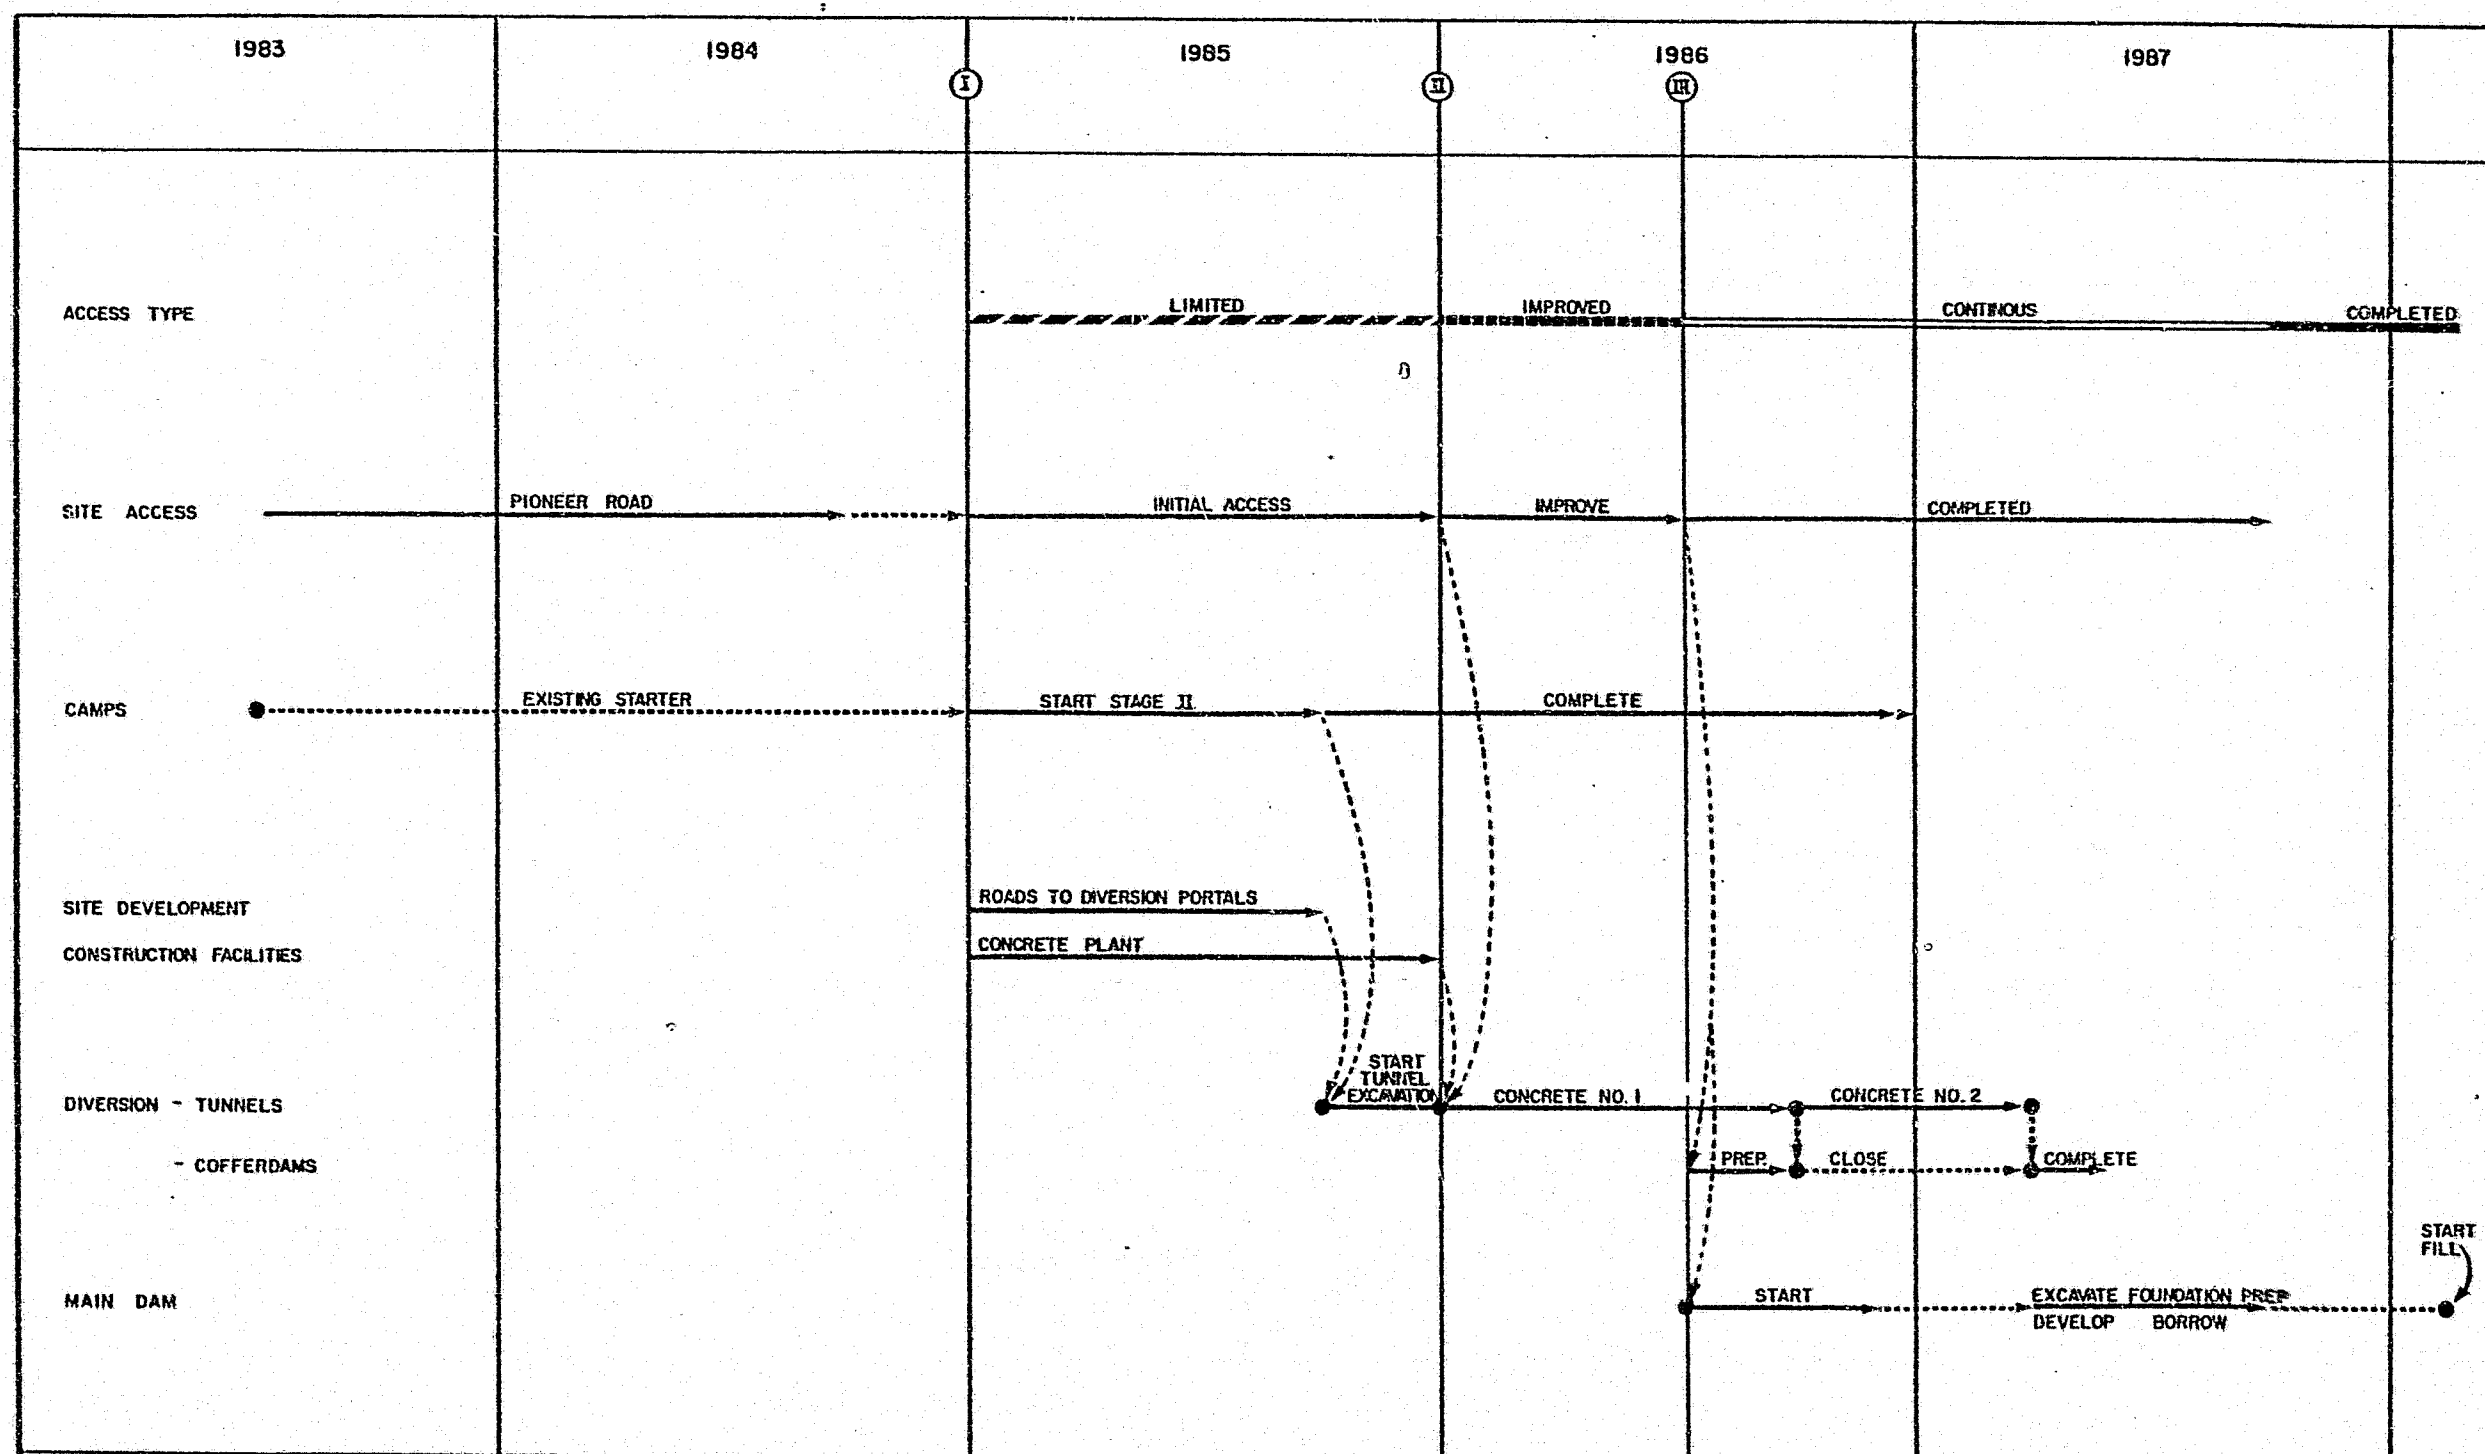 1983 1984 1985 1986 1987
I II III
ACCESS TYPE LIMITED IMPROVED CONTINOUS COMPLETED
SITE ACCESS PIONEER ROAD INITIAL ACCESS IMPROVE COMPLETED
CAMPS EXISTING STARTER START STAGE II COMPLETE
SITE DEVELOPMENT ROADS TO DIVERSION PORTALS
CONSTRUCTION FACILITIES CONCRETE PLANT
START
TUNNEL
EXCAVATION
DIVERSION - TUNNELS CONCRETE NO. 1 CONCRETE NO. 2
- COFFERDAMS PREP. CLOSE COMPLETE
START
FILL
MAIN DAM START EXCAVATE FOUNDATION PREP
DEVELOP BORROW